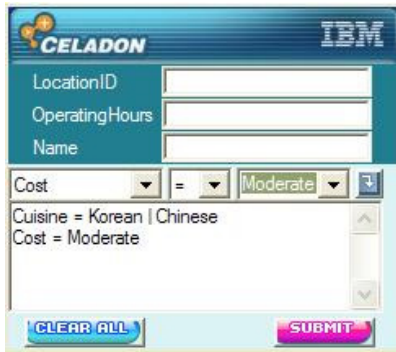 CELADON
IBM
LocationID
OperatingHours
Name
Cost = Moderate
Cuisine = Korean | Chinese
Cost = Moderate
CLEAR ALL SUBMIT